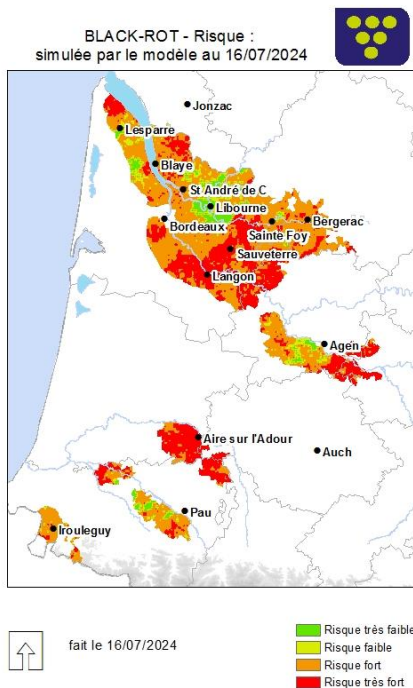 BLACK-ROT - Risque :
simulée par le modèle au 16/07/2024
Jonzac
Lesparre
Blaye
St André de C
Libourne
Bordeaux
Bergerac
Sainte Foy
Sauveterre
Langon
Agen
Aire sur l'Adour
Auch
Pau
Irouleguy
fait le 16/07/2024
Risque très faible
Risque faible
Risque fort
Risque très fort